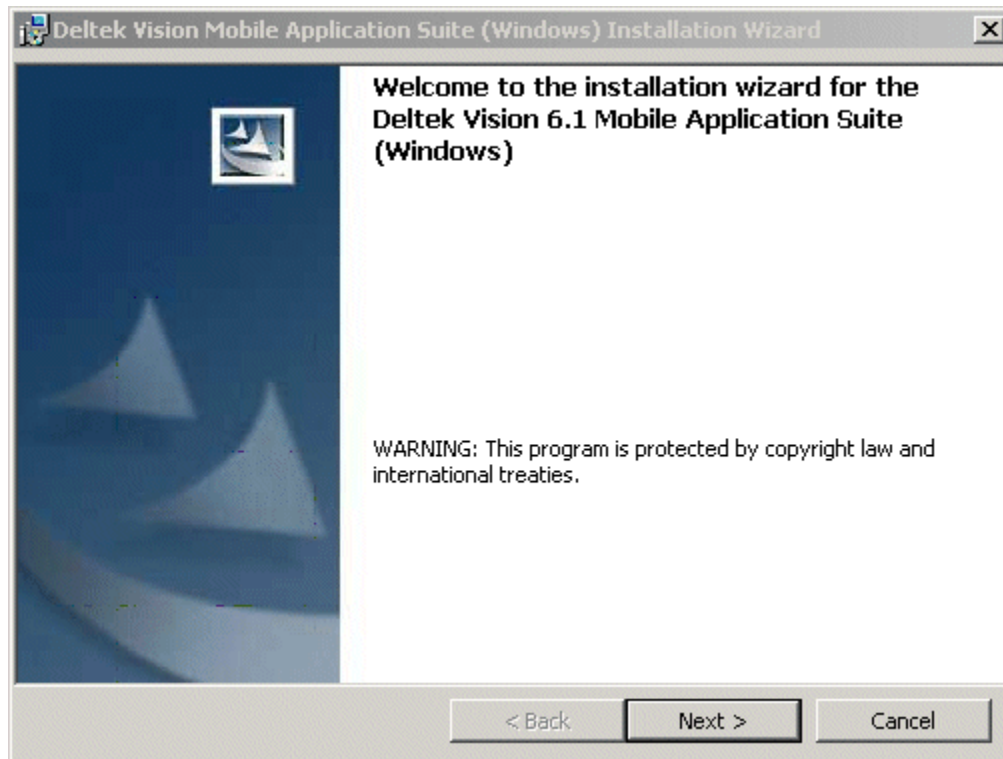 Deltek Vision Mobile Application Suite (Windows) Installation Wizard
Welcome to the installation wizard for the
Deltek Vision 6.1 Mobile Application Suite
(Windows)
WARNING: This program is protected by copyright law and
international treaties.
< Back
Next >
Cancel